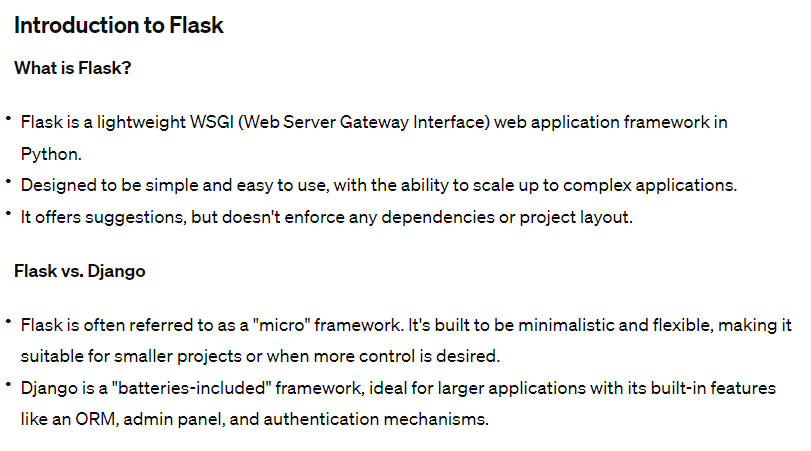 Introduction to Flask
What is Flask?
• Flask is a lightweight WSGI (Web Server Gateway Interface) web application framework in
Python.
• Designed to be simple and easy to use, with the ability to scale up to complex applications.
• It offers suggestions, but doesn't enforce any dependencies or project layout.
Flask vs. Django
• Flask is often referred to as a "micro" framework. It's built to be minimalistic and flexible, making it
suitable for smaller projects or when more control is desired.
• Django is a "batteries-included" framework, ideal for larger applications with its built-in features
like an ORM, admin panel, and authentication mechanisms.